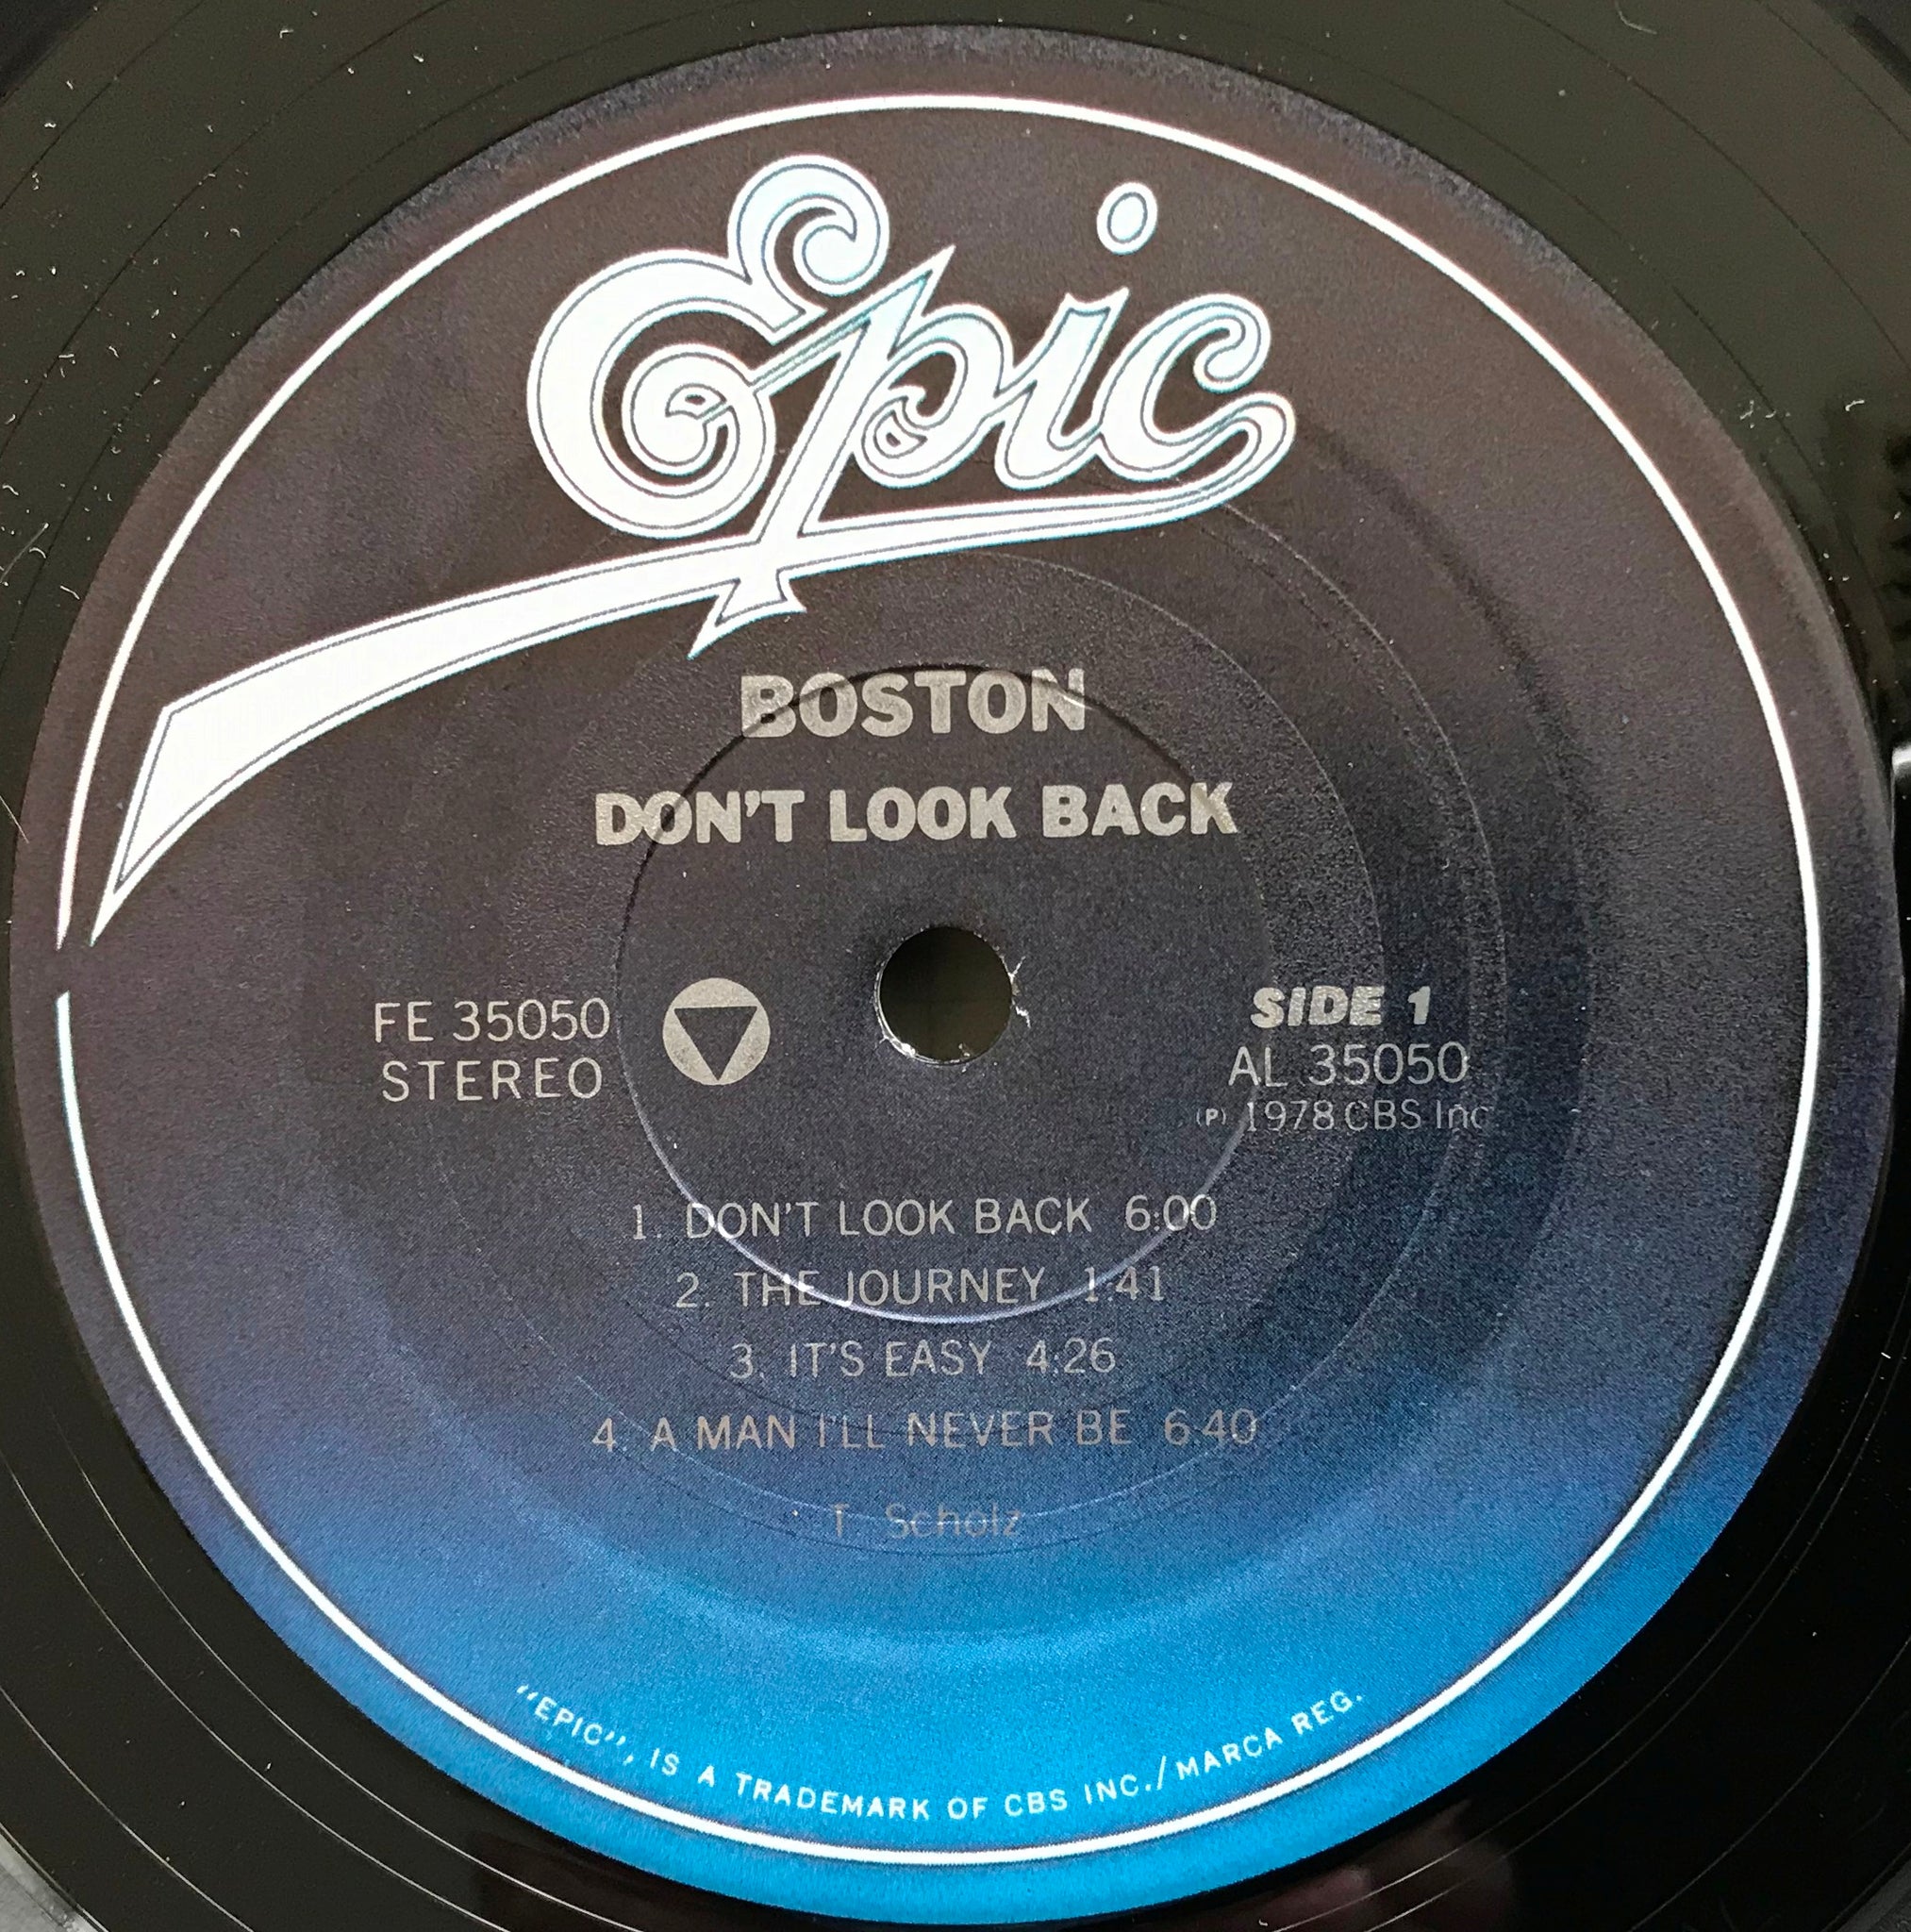 Epic
BOSTON
DON'T LOOK BACK
FE 35050
STEREO
SIDE 1
AL 35050
(P) 1978 CBS Inc
1. DON'T LOOK BACK 6:00
2. THE JOURNEY 1:41
3. IT'S EASY 4:26
4. A MAN I'LL NEVER BE 6:40
T. Scholz
"EPIC", IS A TRADEMARK OF CBS INC./MARCA REG.